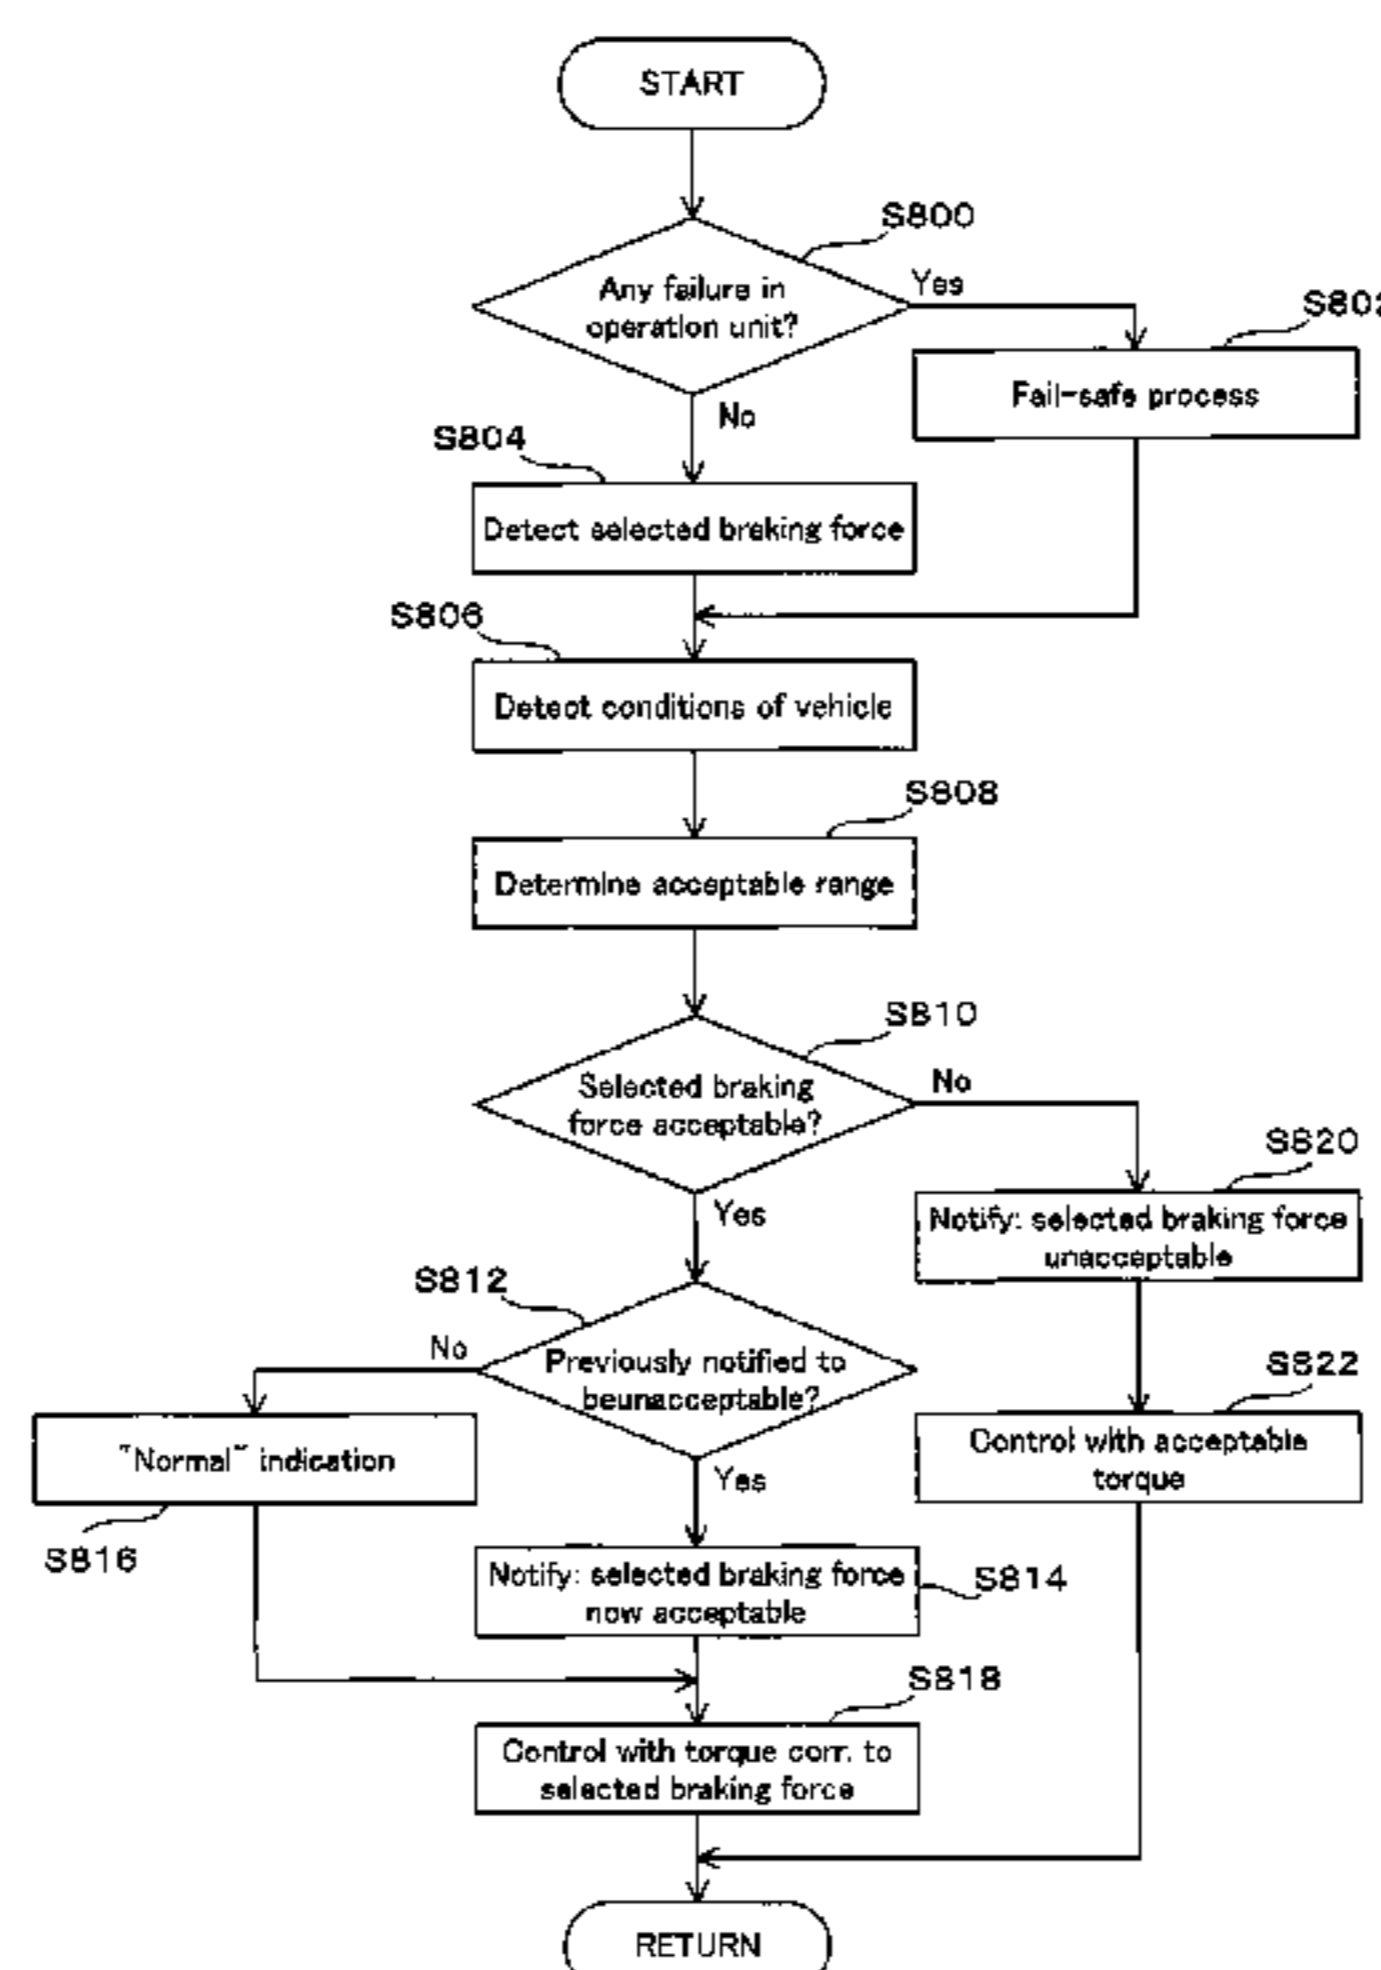 START
S800
Any failure in
operation unit?
Yes
No
Fail-safe process
S804
Detect selected braking force
S806
Detect conditions of vehicle
S808
Determine acceptable range
S810
Selected braking
force acceptable?
No
Yes
S820
Notify: selected braking force
unacceptable
S812
Previously notified to
beunacceptable?
No
Yes
S822
Control with acceptable
torque
"Normal" indication
S816
Notify: selected braking force
now acceptable
S814
S818
Control with torque corr. to
selected braking force
RETURN